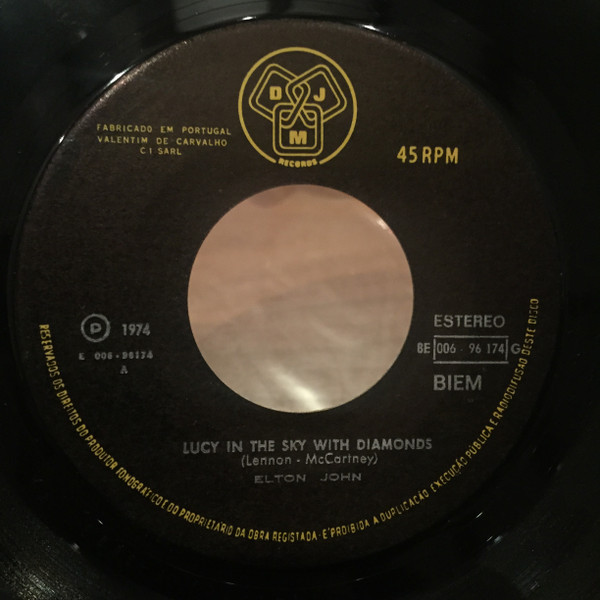 D J
M
RECORDS
FABRICADO EM PORTUGAL
VALENTIM DE CARVALHO
C I SARL
45 RPM
P 1974
E 006 - 96174
A
ESTEREO
8E 006 - 96 174 G
BIEM
LUCY IN THE SKY WITH DIAMONDS
(Lennon - McCartney)
ELTON JOHN
RESERVADOS OS DIREITOS DO PRODUTOR FONOGRÁFICO E DO PROPRIETÁRIO DA OBRA REGISTADA - É PROIBIDA A DUPLICAÇÃO EXECUÇÃO PÚBLICA E RADIODIFUSÃO DESTE DISCO